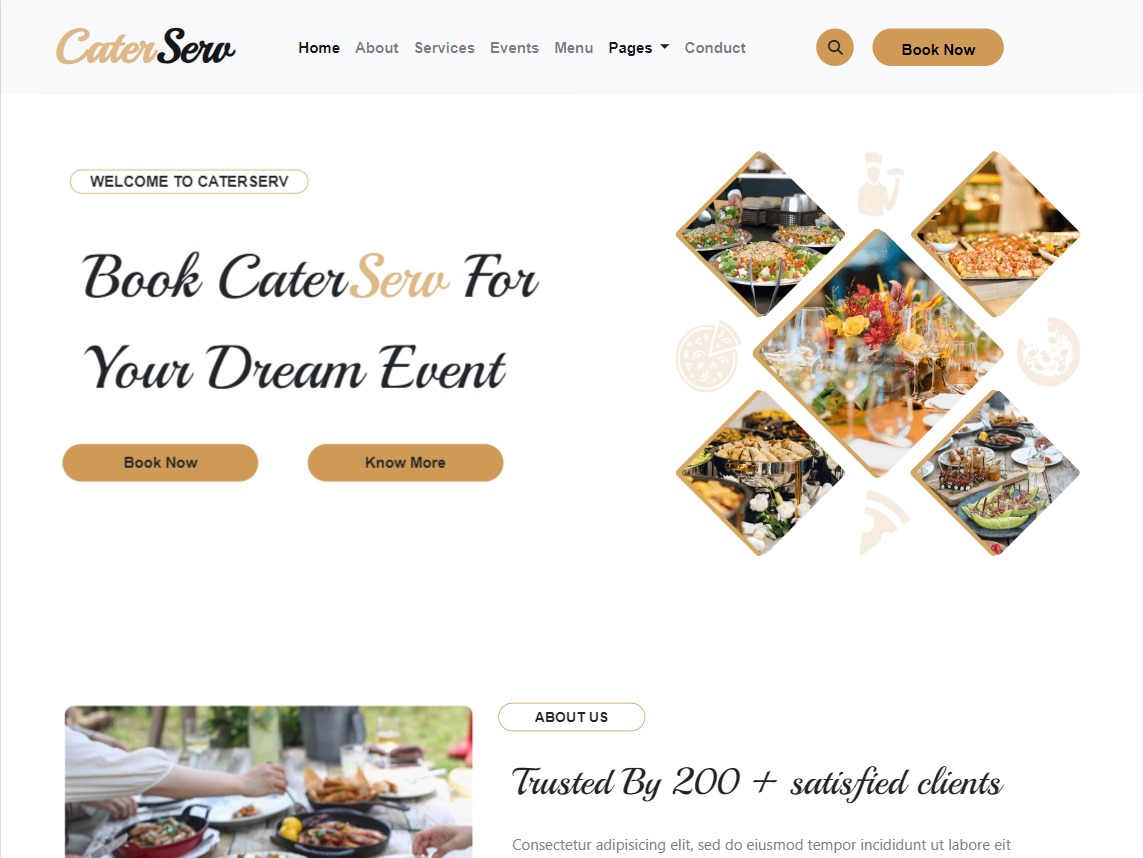 CaterServ
Home About Services Events Menu Pages Conduct
Book Now
WELCOME TO CATERSERV
Book CaterServ For
Your Dream Event
Book Now Know More
ABOUT US
Trusted By 200 + satisfied clients
Consectetur adipisicing elit, sed do eiusmod tempor incididunt ut labore eit